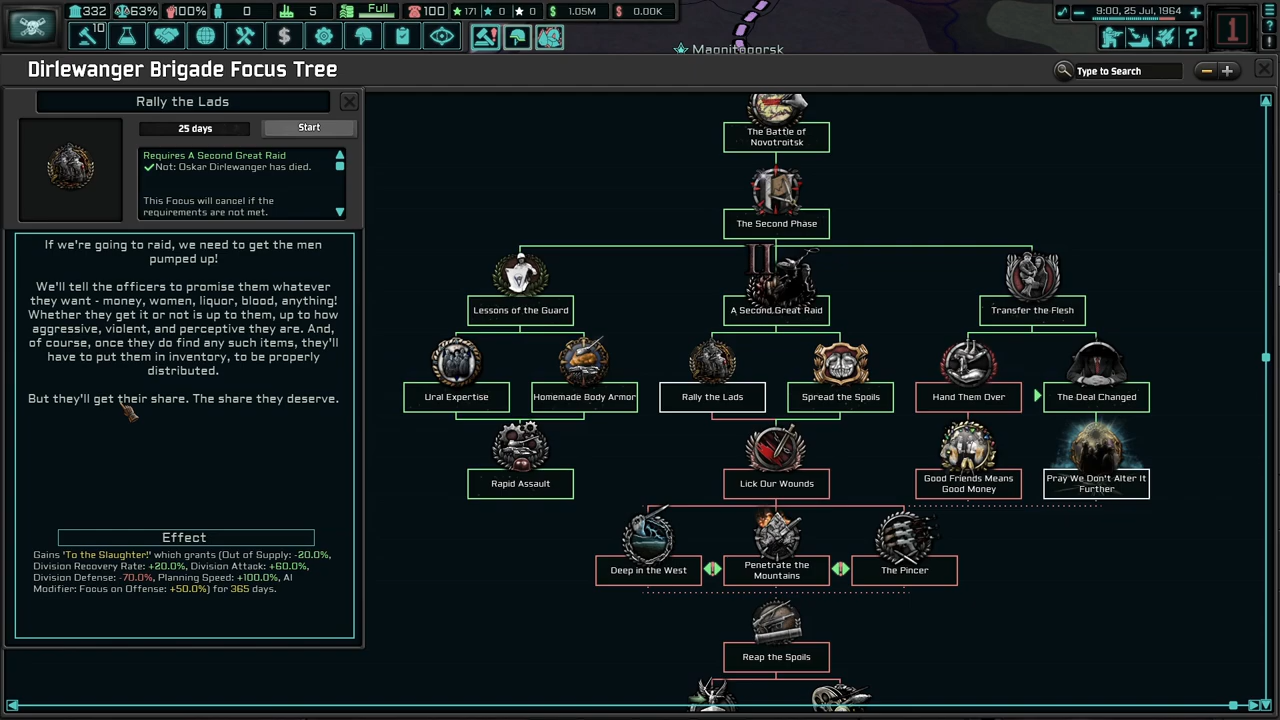 332 63% 100% 0 5 Full 100 171 0 0 $ 1.05M $ 0.00K 9:00, 25 Jul, 1964
10 $ ? 1 ? !
Magnitogorsk
Dirlewanger Brigade Focus Tree
Type to Search
Rally the Lads
25 days
Start
Requires A Second Great Raid
Not: Oskar Dirlewanger has died.
This Focus will cancel if the
requirements are not met.
If we're going to raid, we need to get the men
pumped up!
We'll tell the officers to promise them whatever
they want - money, women, liquor, blood, anything!
Whether they get it or not is up to them, up to how
aggressive, violent, and perceptive they are. And,
of course, once they do find any such items, they'll
have to put them in inventory, to be properly
distributed.
But they'll get their share. The share they deserve.
Effect
Gains 'To the Slaughter!' which grants (Out of Supply: -20.0%,
Division Recovery Rate: +20.0%, Division Attack: +60.0%,
Division Defense: -70.0%, Planning Speed: +100.0%, AI
Modifier: Focus on Offense: +50.0%) for 365 days.
The Battle of
Novotroitsk
The Second Phase
II
Lessons of the Guard
A Second Great Raid
Transfer the Flesh
Ural Expertise
Homemade Body Armor
Rally the Lads
Spread the Spoils
Hand Them Over
The Deal Changed
Rapid Assault
Lick Our Wounds
Good Friends Means
Good Money
Pray We Don't Alter It
Further
Deep in the West
Penetrate the
Mountains
The Pincer
Reap the Spoils